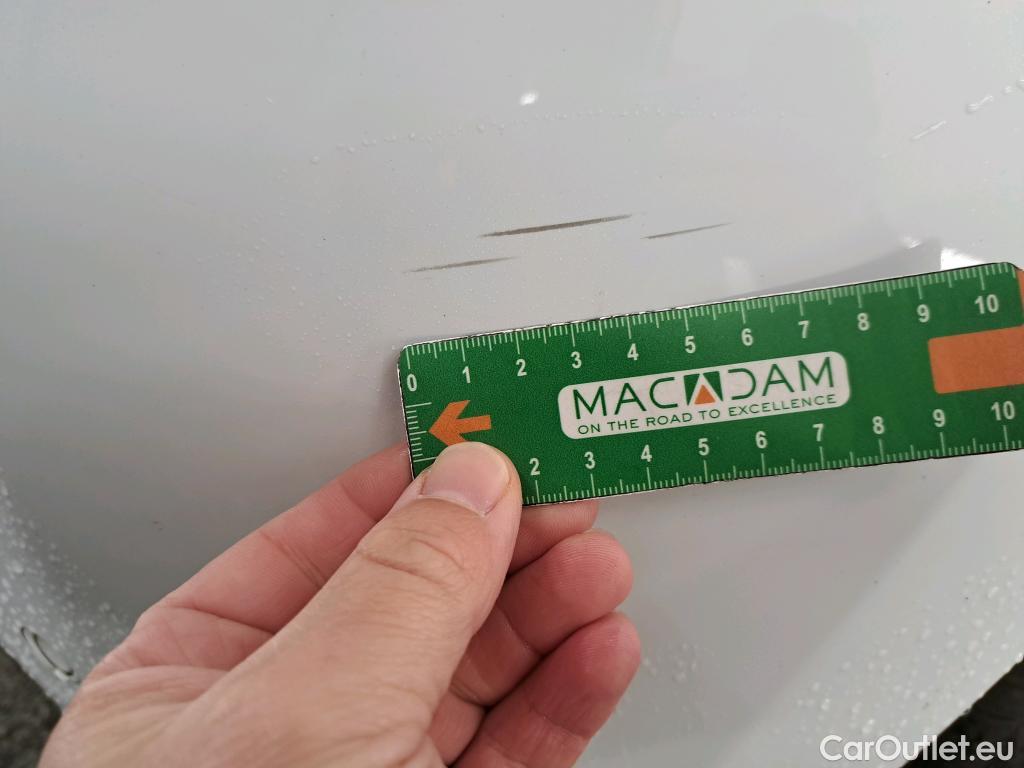 0 1 2 3 4 5 6 7 8 9 10
MACADAM
ON THE ROAD TO EXCELLENCE
2 3 4 5 6 7 8 9 10
CarOutlet.eu